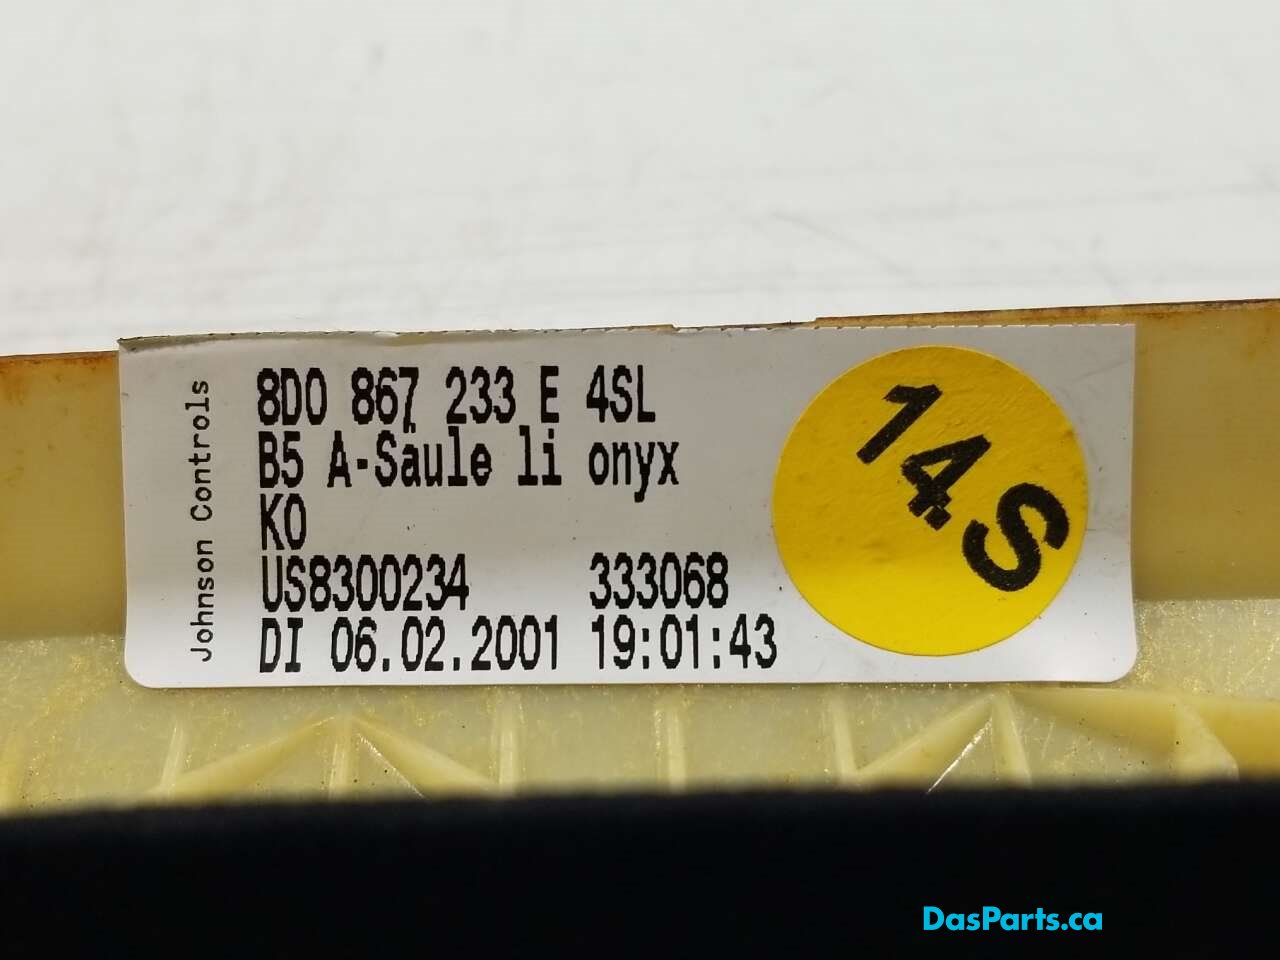 Johnson Controls
8D0 867 233 E 4SL
B5 A-Säule li onyx
KO
US8300234 333068
DI 06.02.2001 19:01:43
14S
DasParts.ca